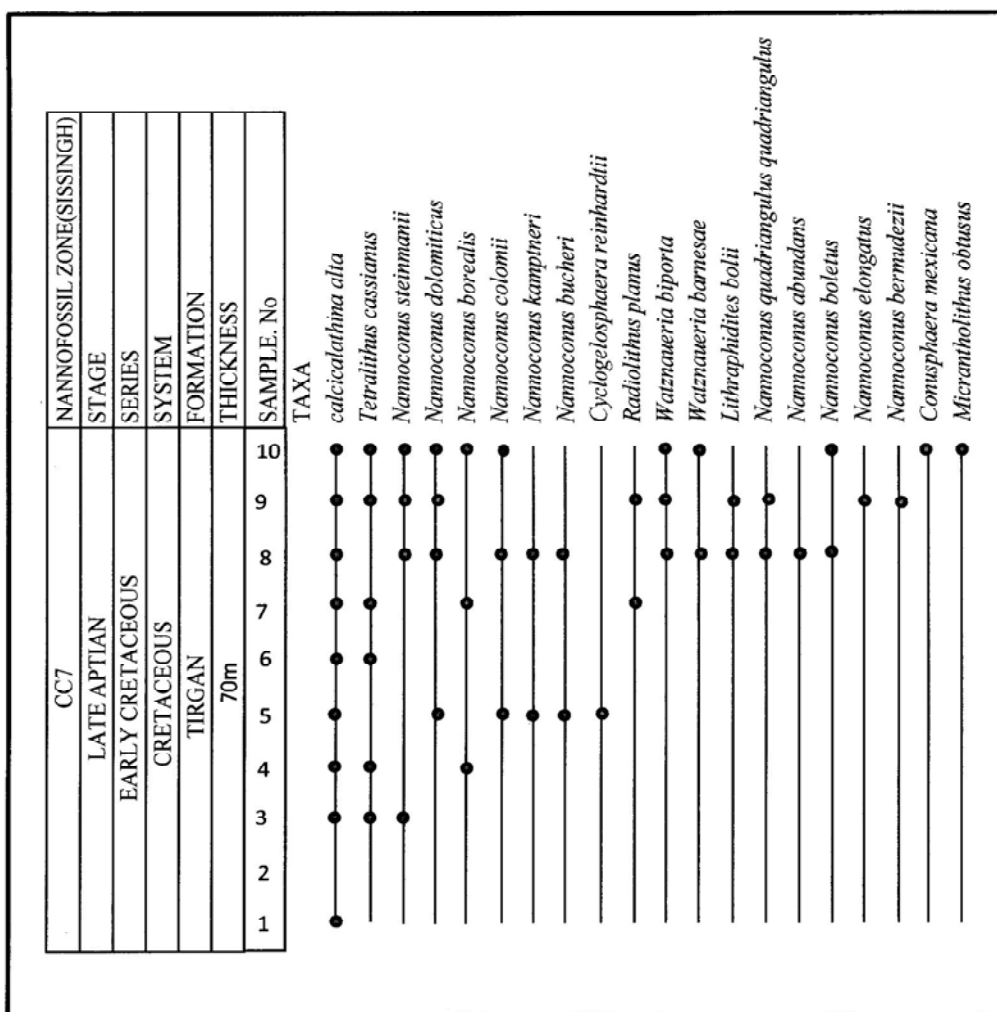 NANNOFOSSIL ZONE(SISSINGH)
CC7
STAGE
LATE APTIAN
SERIES
EARLY CRETACEOUS
SYSTEM
CRETACEOUS
FORMATION
TIRGAN
THICKNESS
70m
SAMPLE. No
10
9
8
7
6
5
4
3
2
1
TAXA
calcicalathina alta
Tetralithus cassianus
Nannoconus steinmanii
Nannoconus dolomiticus
Nannoconus borealis
Nannoconus colomii
Nannoconus kamptneri
Nannoconus bucheri
Cyclogelosphaera reinhardtii
Radiolithus planus
Watznaueria biporta
Watznaueria barnesae
Lithraphidites bolii
Nannoconus quadriangulus quadriangulus
Nannoconus abundans
Nannoconus boletus
Nannoconus elongatus
Nannoconus bermudezii
Conusphaera mexicana
Micrantholithus obtusus